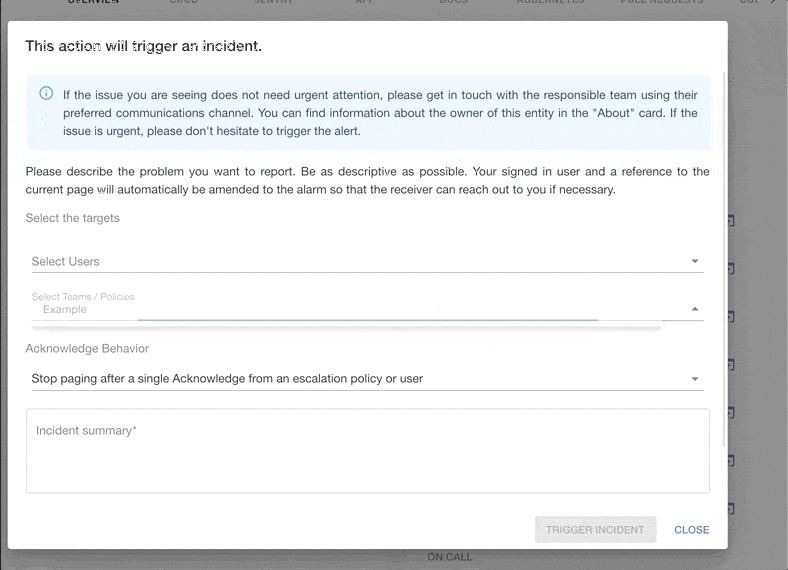 OVERVIEW CI/CD SENTRY API DOCS KUBERNETES PULL REQUESTS
This action will trigger an incident.
If the issue you are seeing does not need urgent attention, please get in touch with the responsible team using their
preferred communications channel. You can find information about the owner of this entity in the "About" card. If the
issue is urgent, please don't hesitate to trigger the alert.
Please describe the problem you want to report. Be as descriptive as possible. Your signed in user and a reference to the
current page will automatically be amended to the alarm so that the receiver can reach out to you if necessary.
Select the targets
Select Users
Select Teams / Policies
Example
Acknowledge Behavior
Stop paging after a single Acknowledge from an escalation policy or user
Incident summary*
TRIGGER INCIDENT CLOSE
ON CALL